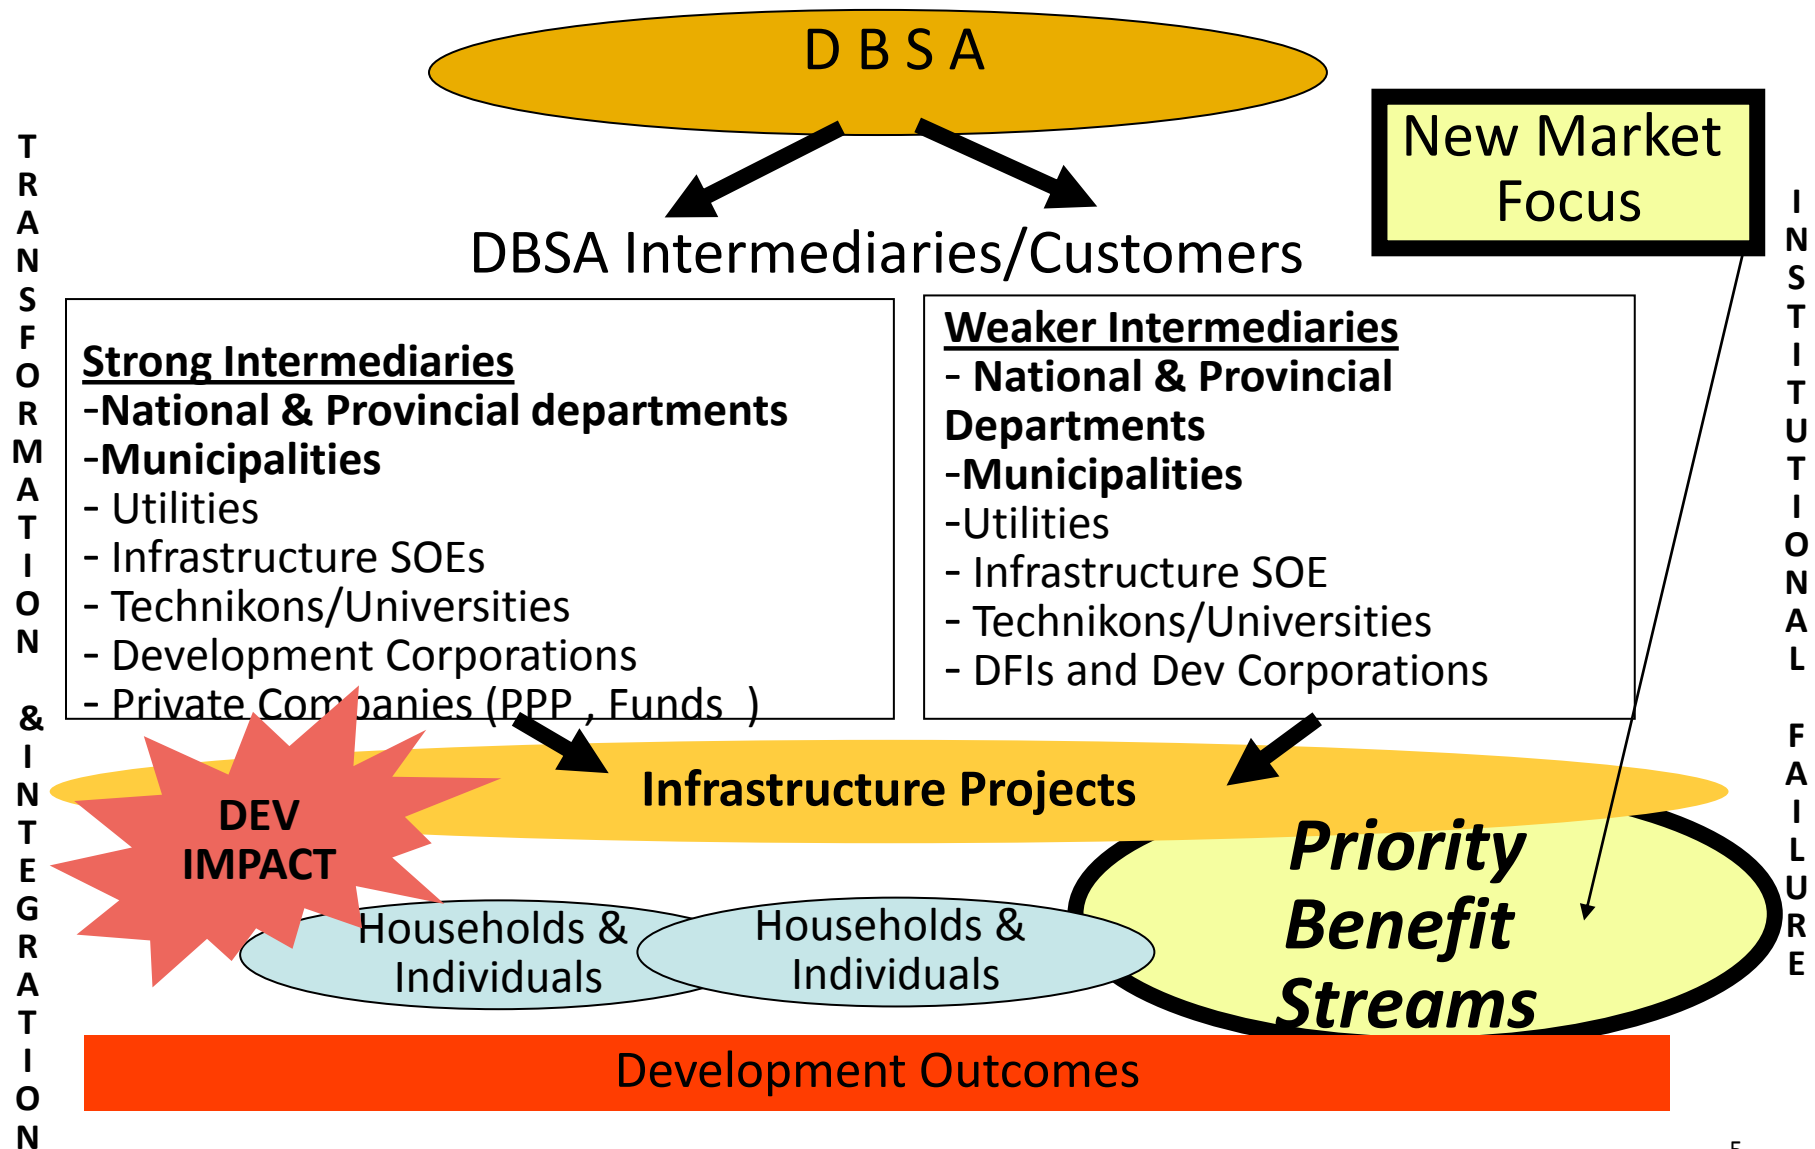 D B S A
New Market
Focus
DBSA Intermediaries/Customers
TRANSFORMATION &INTEGRATION
INSTITUTIONAL FAILURE
Strong Intermediaries
-National & Provincial departments
-Municipalities
- Utilities
- Infrastructure SOEs
- Technikons/Universities
- Development Corporations
- Private Companies (PPP , Funds )
Weaker Intermediaries
- National & Provincial
Departments
-Municipalities
-Utilities
- Infrastructure SOE
- Technikons/Universities
- DFIs and Dev Corporations
Infrastructure Projects
DEV
IMPACT
Priority
Benefit
Streams
Households &
Individuals
Households &
Individuals
Development Outcomes